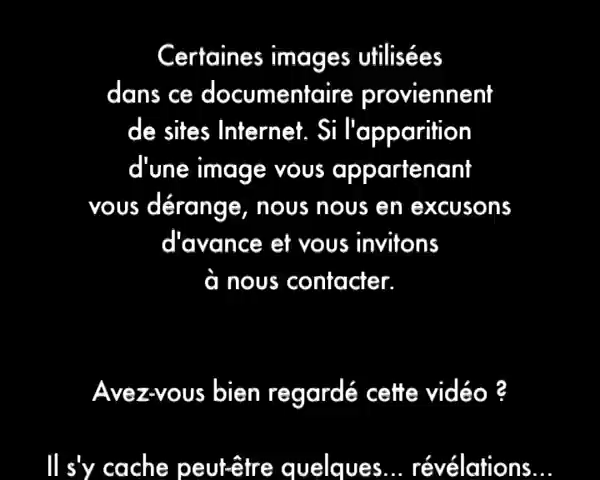 Certaines images utilisées
dans ce documentaire proviennent
de sites Internet. Si l'apparition
d'une image vous appartenant
vous dérange, nous nous en excusons
d'avance et vous invitons
à nous contacter.
Avez-vous bien regardé cette vidéo ?
Il s'y cache peut-être quelques... révélations...